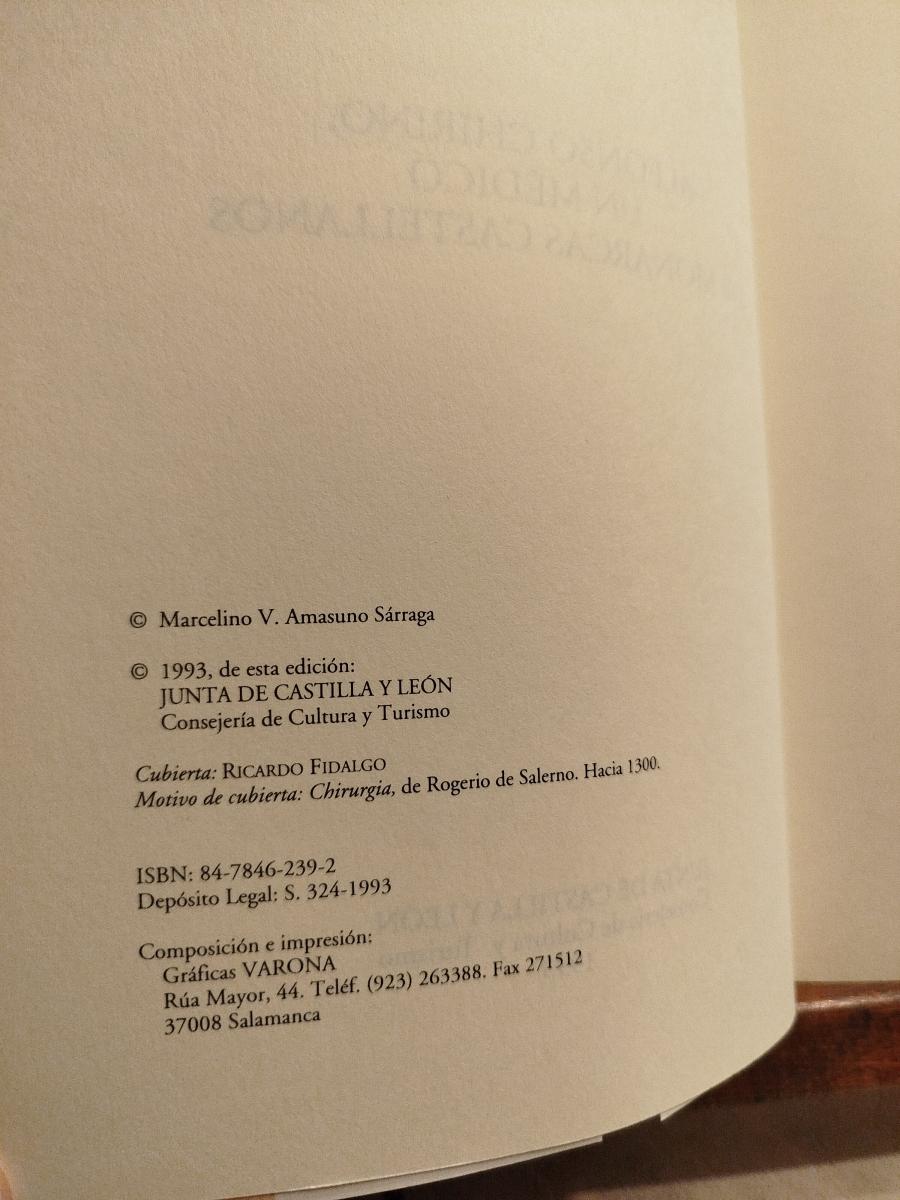 © Marcelino V. Amasuno Sárraga
© 1993, de esta edición:
JUNTA DE CASTILLA Y LEÓN
Consejería de Cultura y Turismo
Cubierta: RICARDO FIDALGO
Motivo de cubierta: Chirurgia, de Rogerio de Salerno. Hacia 1300.
ISBN: 84-7846-239-2
Depósito Legal: S. 324-1993
Composición e impresión:
Gráficas VARONA
Rúa Mayor, 44. Teléf. (923) 263388. Fax 271512
37008 Salamanca